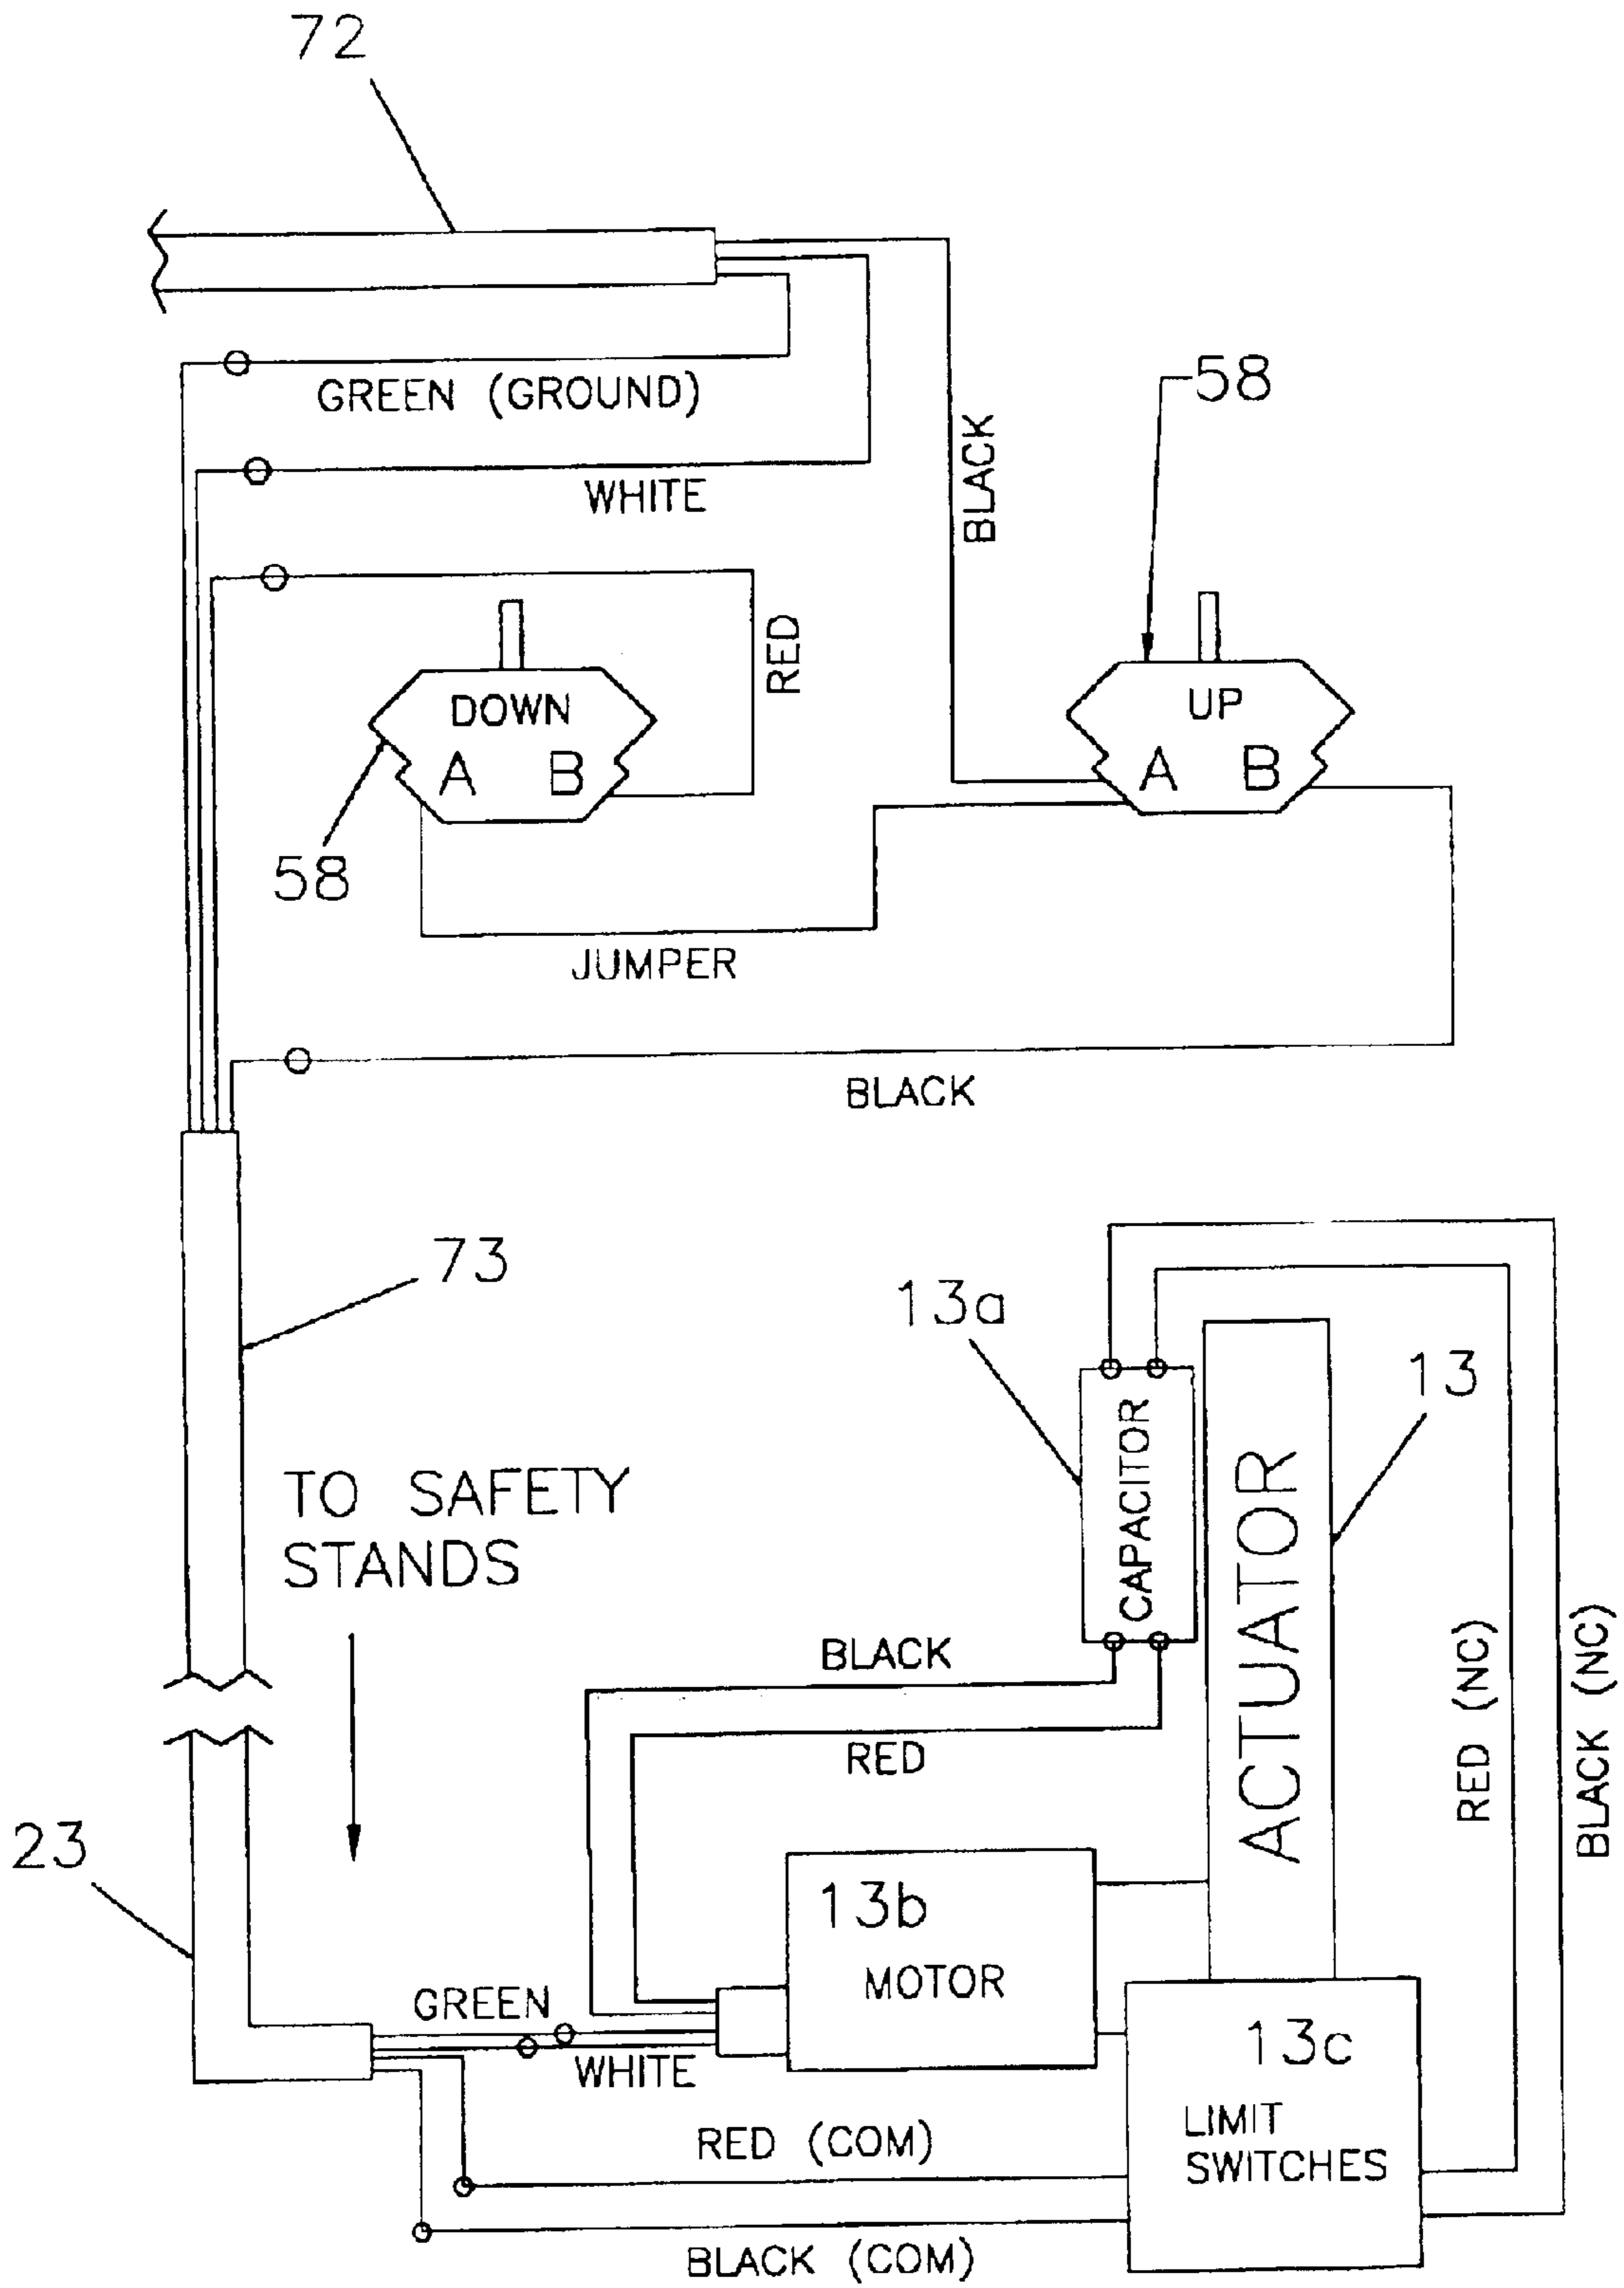 72
GREEN (GROUND)
58
BLACK
WHITE
RED
DOWN
A B
UP
A B
58
JUMPER
BLACK
73
13a
13
CAPACITOR
ACTUATOR
TO SAFETY
STANDS
BLACK
RED
RED (NC)
BLACK (NC)
23
13b
MOTOR
GREEN
WHITE
13c
LIMIT
SWITCHES
RED (COM)
BLACK (COM)